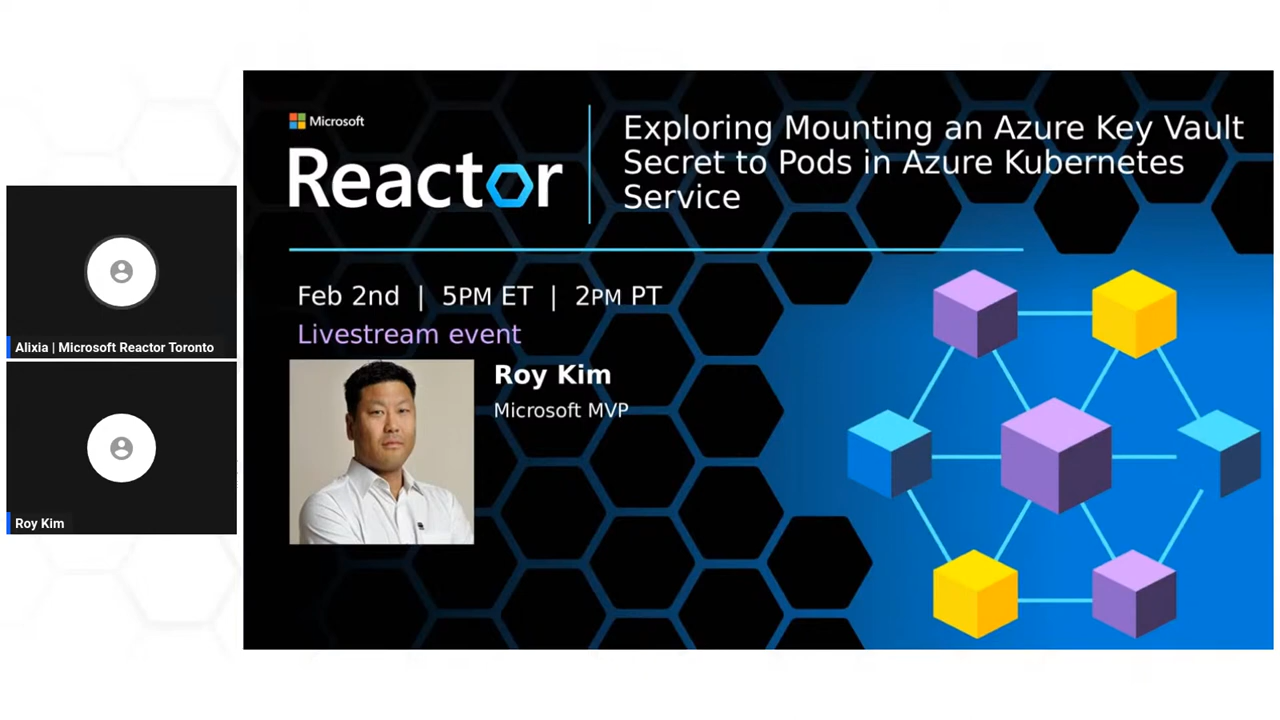 Microsoft
Reactor
Exploring Mounting an Azure Key Vault
Secret to Pods in Azure Kubernetes
Service
Feb 2nd | 5PM ET | 2PM PT
Livestream event
Roy Kim
Microsoft MVP
Alixia | Microsoft Reactor Toronto
Roy Kim